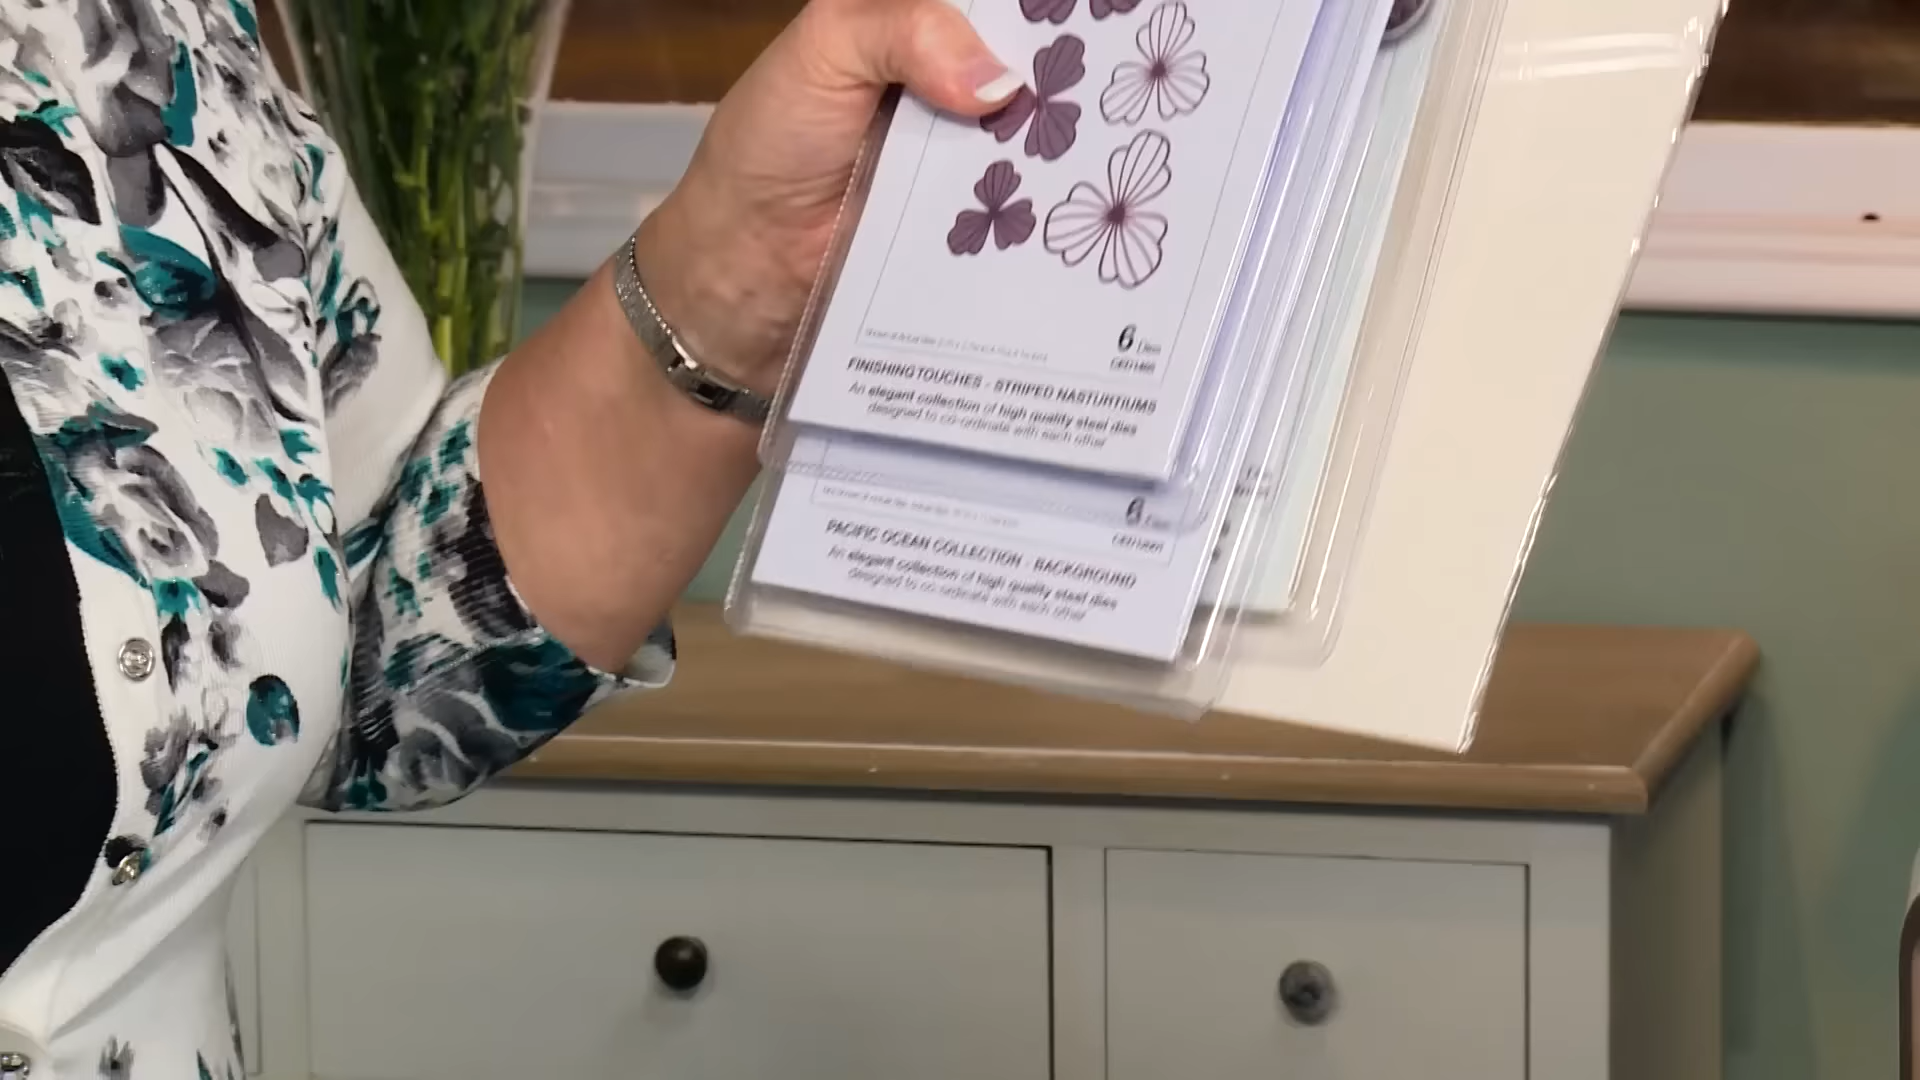 6 Dies
FINISHING TOUCHES - STRIPED NASTURTIUMS
An elegant collection of high quality steel dies
designed to co-ordinate with each other
6 Dies
PACIFIC OCEAN COLLECTION - BACKGROUND
An elegant collection of high quality steel dies
designed to co-ordinate with each other